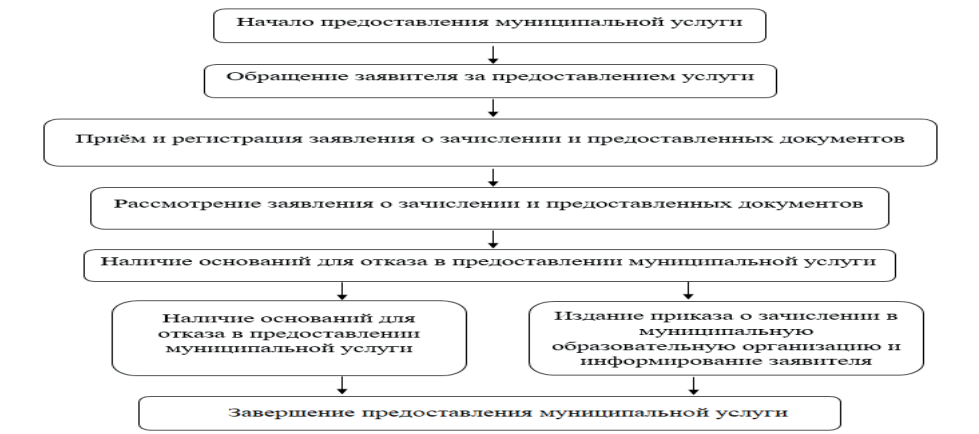 Начало предоставления муниципальной услуги
Обращение заявителя за предоставлением услуги
Приём и регистрация заявления о зачислении и предоставленных документов
Рассмотрение заявления о зачислении и предоставленных документов
Наличие оснований для отказа в предоставлении муниципальной услуги
Наличие оснований для
отказа в предоставлении
муниципальной услуги
Издание приказа о зачислении в
муниципальную
образовательную организацию и
информирование заявителя
Завершение предоставления муниципальной услуги